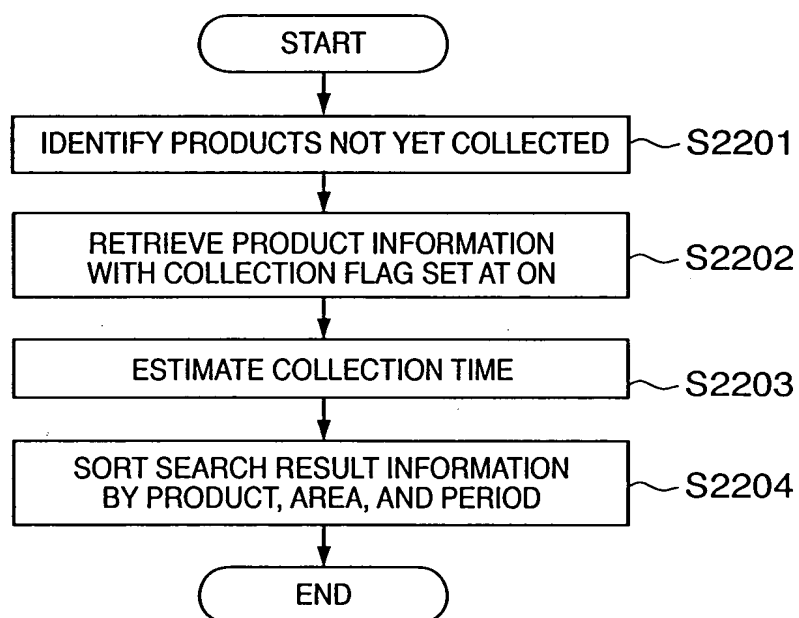 START
IDENTIFY PRODUCTS NOT YET COLLECTED
S2201
RETRIEVE PRODUCT INFORMATION
WITH COLLECTION FLAG SET AT ON
S2202
ESTIMATE COLLECTION TIME
S2203
SORT SEARCH RESULT INFORMATION
BY PRODUCT, AREA, AND PERIOD
S2204
END